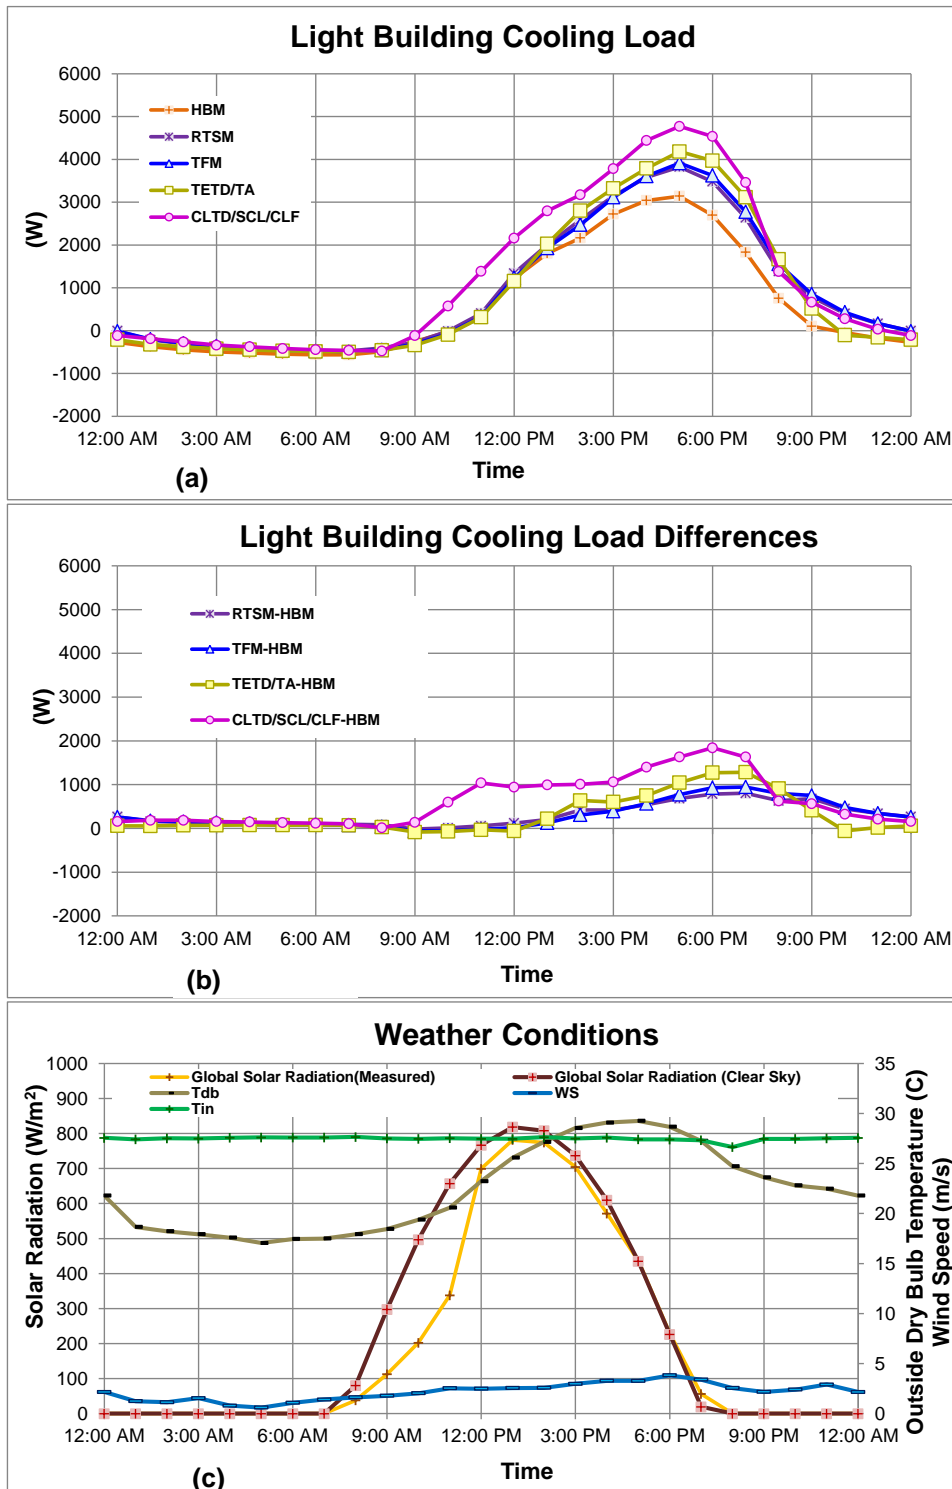 Light Building Cooling Load
6000
5000
4000
3000
2000
1000
0
-1000
-2000
(W)
HBM
RTSM
TFM
TETD/TA
CLTD/SCL/CLF
12:00 AM 3:00 AM 6:00 AM 9:00 AM 12:00 PM 3:00 PM 6:00 PM 9:00 PM 12:00 AM
Time
(a)
Light Building Cooling Load Differences
6000
5000
4000
3000
2000
1000
0
-1000
-2000
(W)
RTSM-HBM
TFM-HBM
TETD/TA-HBM
CLTD/SCL/CLF-HBM
12:00 AM 3:00 AM 6:00 AM 9:00 AM 12:00 PM 3:00 PM 6:00 PM 9:00 PM 12:00 AM
Time
(b)
Weather Conditions
1000
900
800
700
600
500
400
300
200
100
0
Solar Radiation (W/m²)
Global Solar Radiation(Measured) Global Solar Radiation (Clear Sky)
Tdb WS
Tin
35
30
25
20
15
10
5
0
Outside Dry Bulb Temperature (C)
Wind Speed (m/s)
12:00 AM 3:00 AM 6:00 AM 9:00 AM 12:00 PM 3:00 PM 6:00 PM 9:00 PM 12:00 AM
Time
(c)